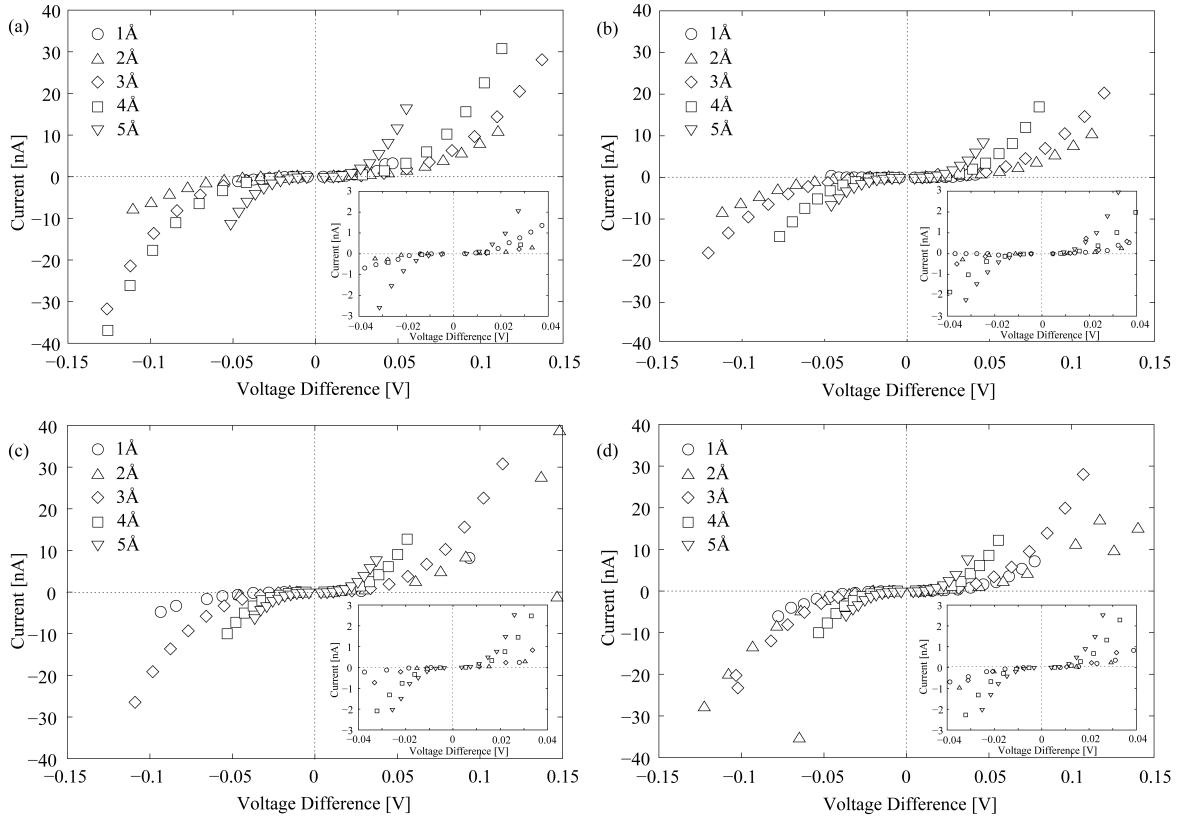 (a)
1Å
2Å
3Å
4Å
5Å
Current [nA]
40
30
20
10
0
−10
−20
−30
−40
−0.15 −0.1 −0.05 0 0.05 0.1 0.15
Voltage Difference [V]
Current [nA]
3
2
1
0
−1
−2
−3
−0.04 −0.02 0 0.02 0.04
Voltage Difference [V]
(b)
1Å
2Å
3Å
4Å
5Å
Current [nA]
40
30
20
10
0
−10
−20
−30
−40
−0.15 −0.1 −0.05 0 0.05 0.1 0.15
Voltage Difference [V]
Current [nA]
3
2
1
0
−1
−2
−3
−0.04 −0.02 0 0.02 0.04
Voltage Difference [V]
(c)
1Å
2Å
3Å
4Å
5Å
Current [nA]
40
30
20
10
0
−10
−20
−30
−40
−0.15 −0.1 −0.05 0 0.05 0.1 0.15
Voltage Difference [V]
Current [nA]
3
2
1
0
−1
−2
−3
−0.04 −0.02 0 0.02 0.04
Voltage Difference [V]
(d)
1Å
2Å
3Å
4Å
5Å
Current [nA]
40
30
20
10
0
−10
−20
−30
−40
−0.15 −0.1 −0.05 0 0.05 0.1 0.15
Voltage Difference [V]
Current [nA]
3
2
1
0
−1
−2
−3
−0.04 −0.02 0 0.02 0.04
Voltage Difference [V]